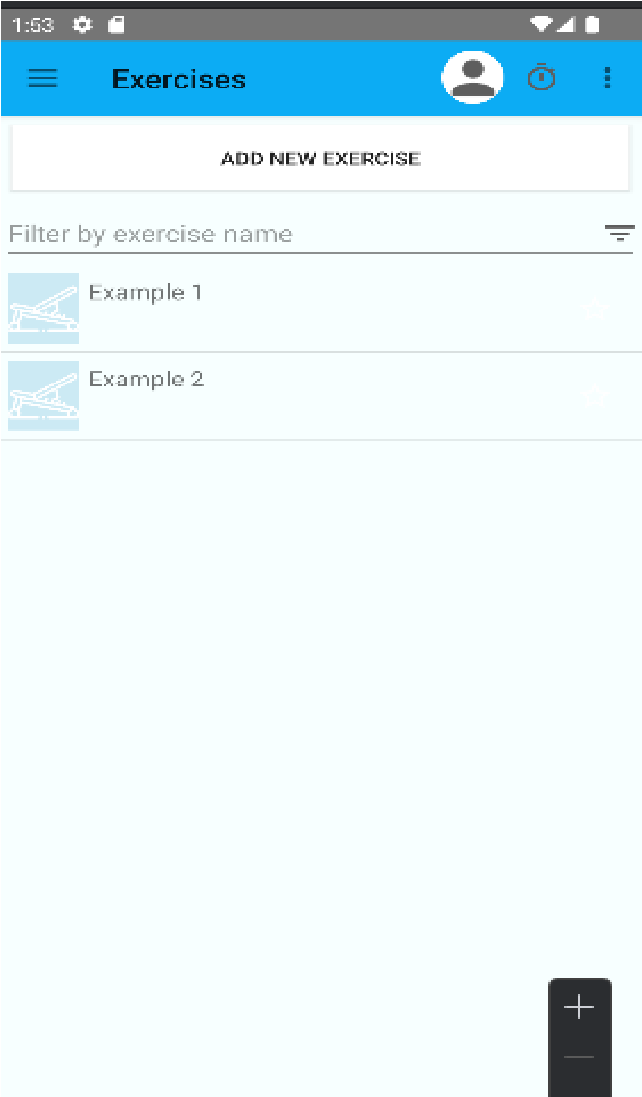 1:53
Exercises
ADD NEW EXERCISE
Filter by exercise name
Example 1
Example 2